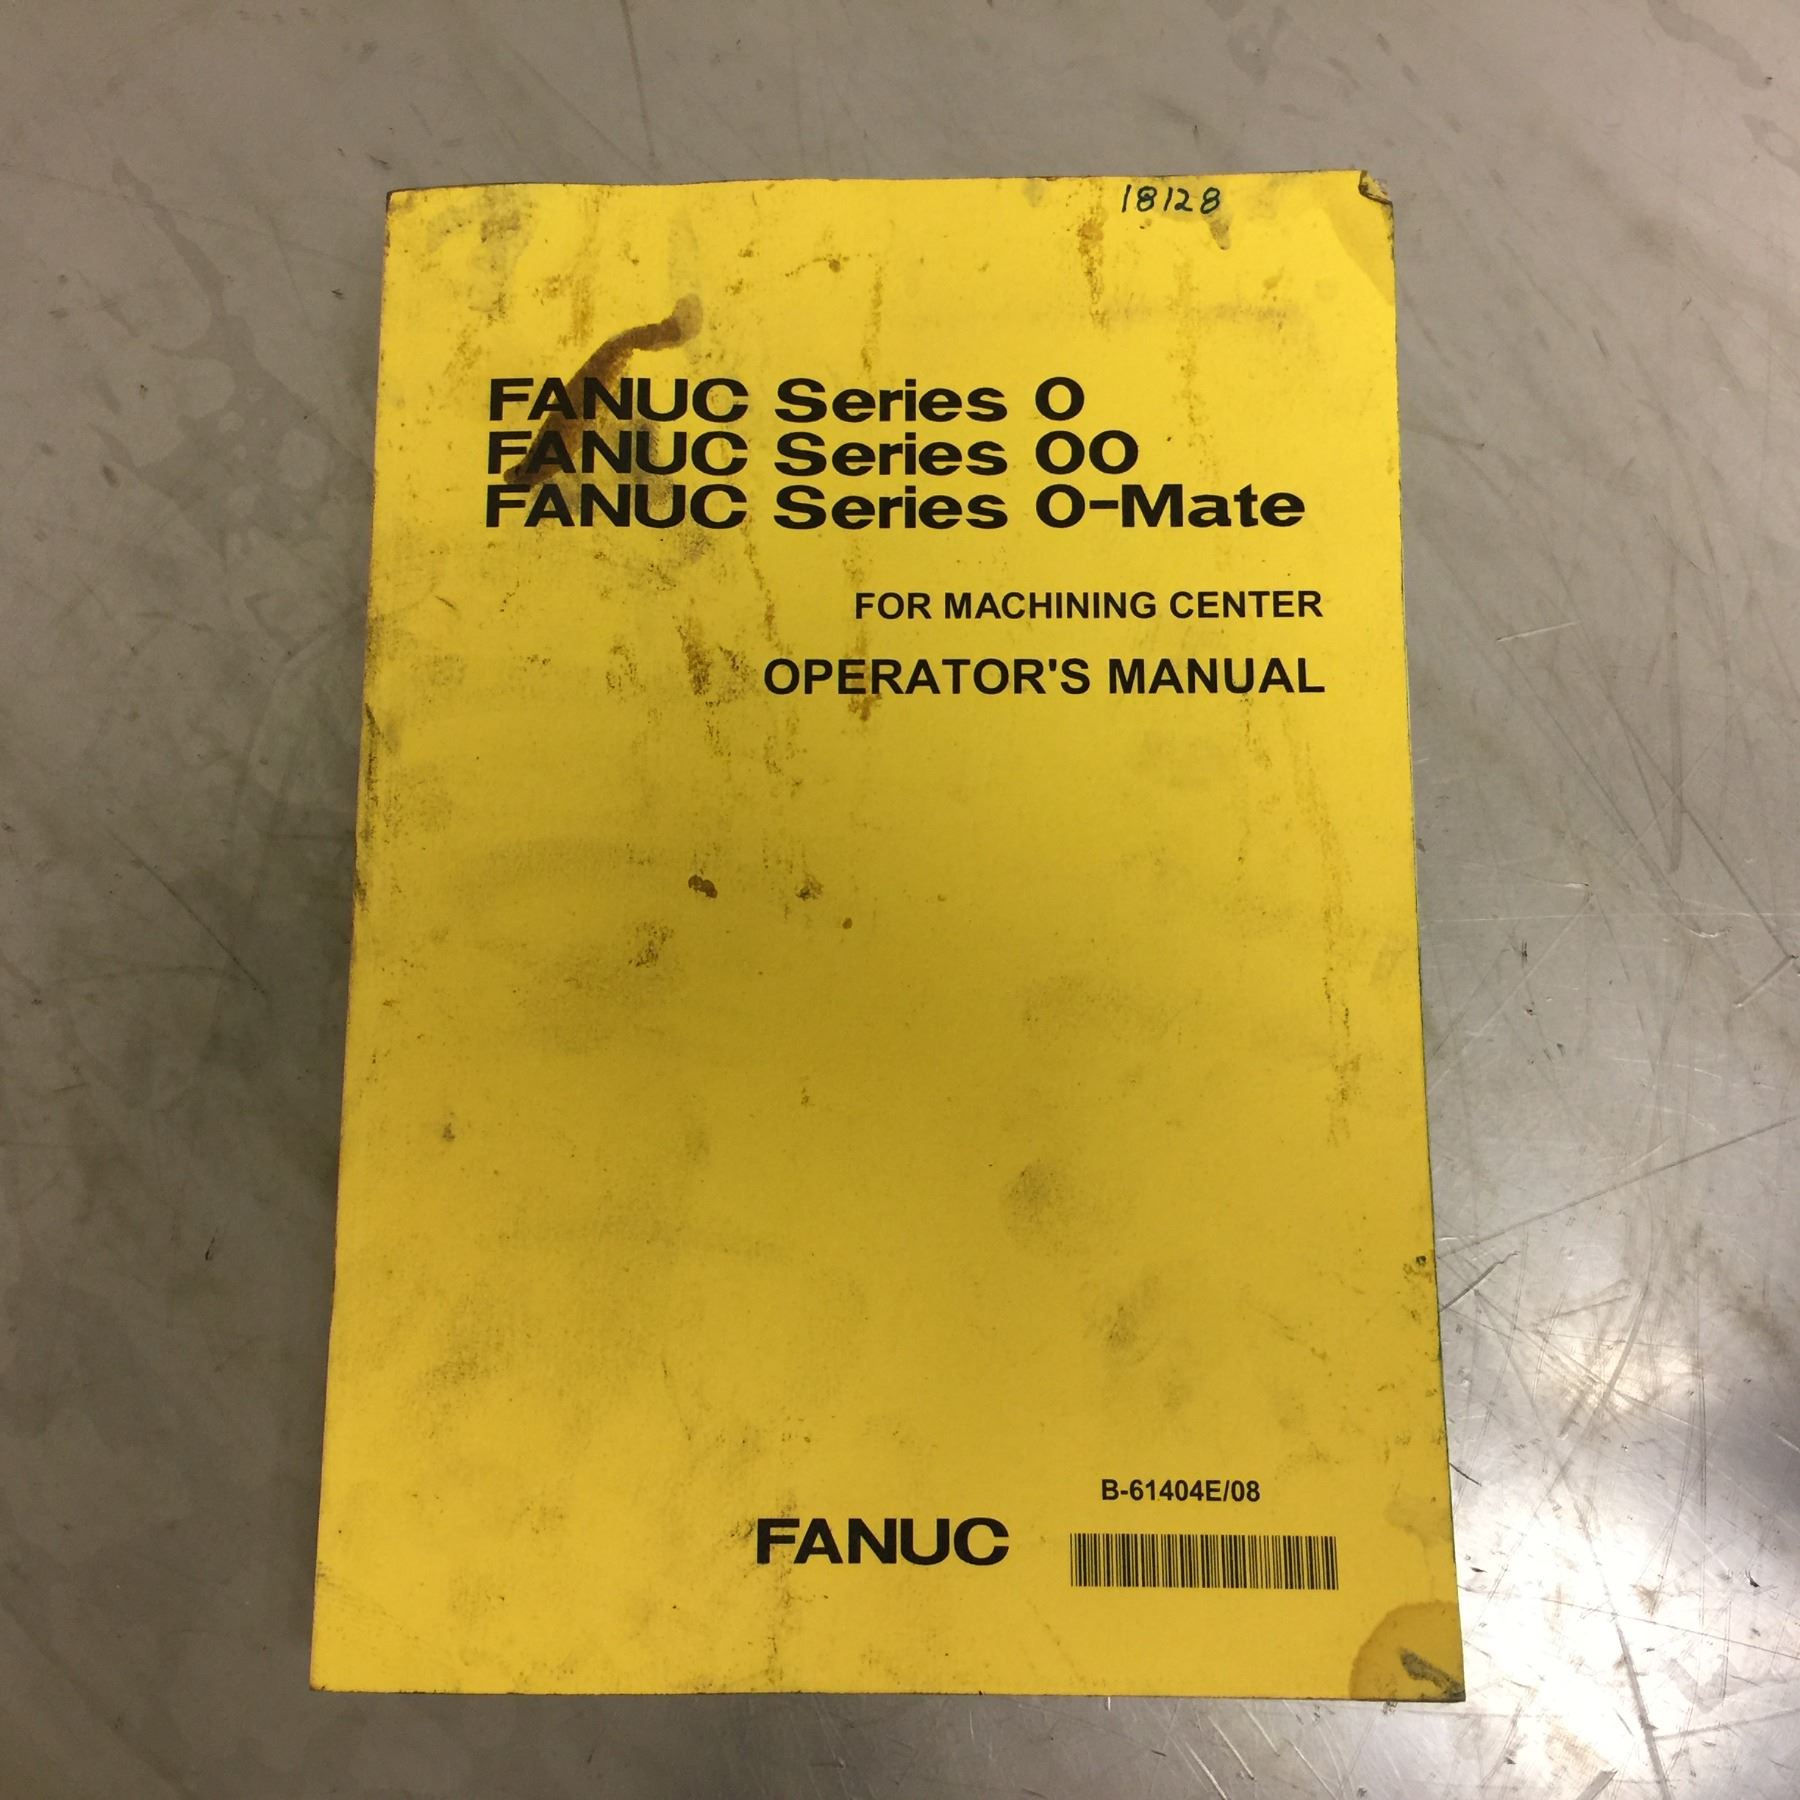 18128
FANUC Series 0
FANUC Series 00
FANUC Series 0-Mate
FOR MACHINING CENTER
OPERATOR'S MANUAL
B-61404E/08
FANUC